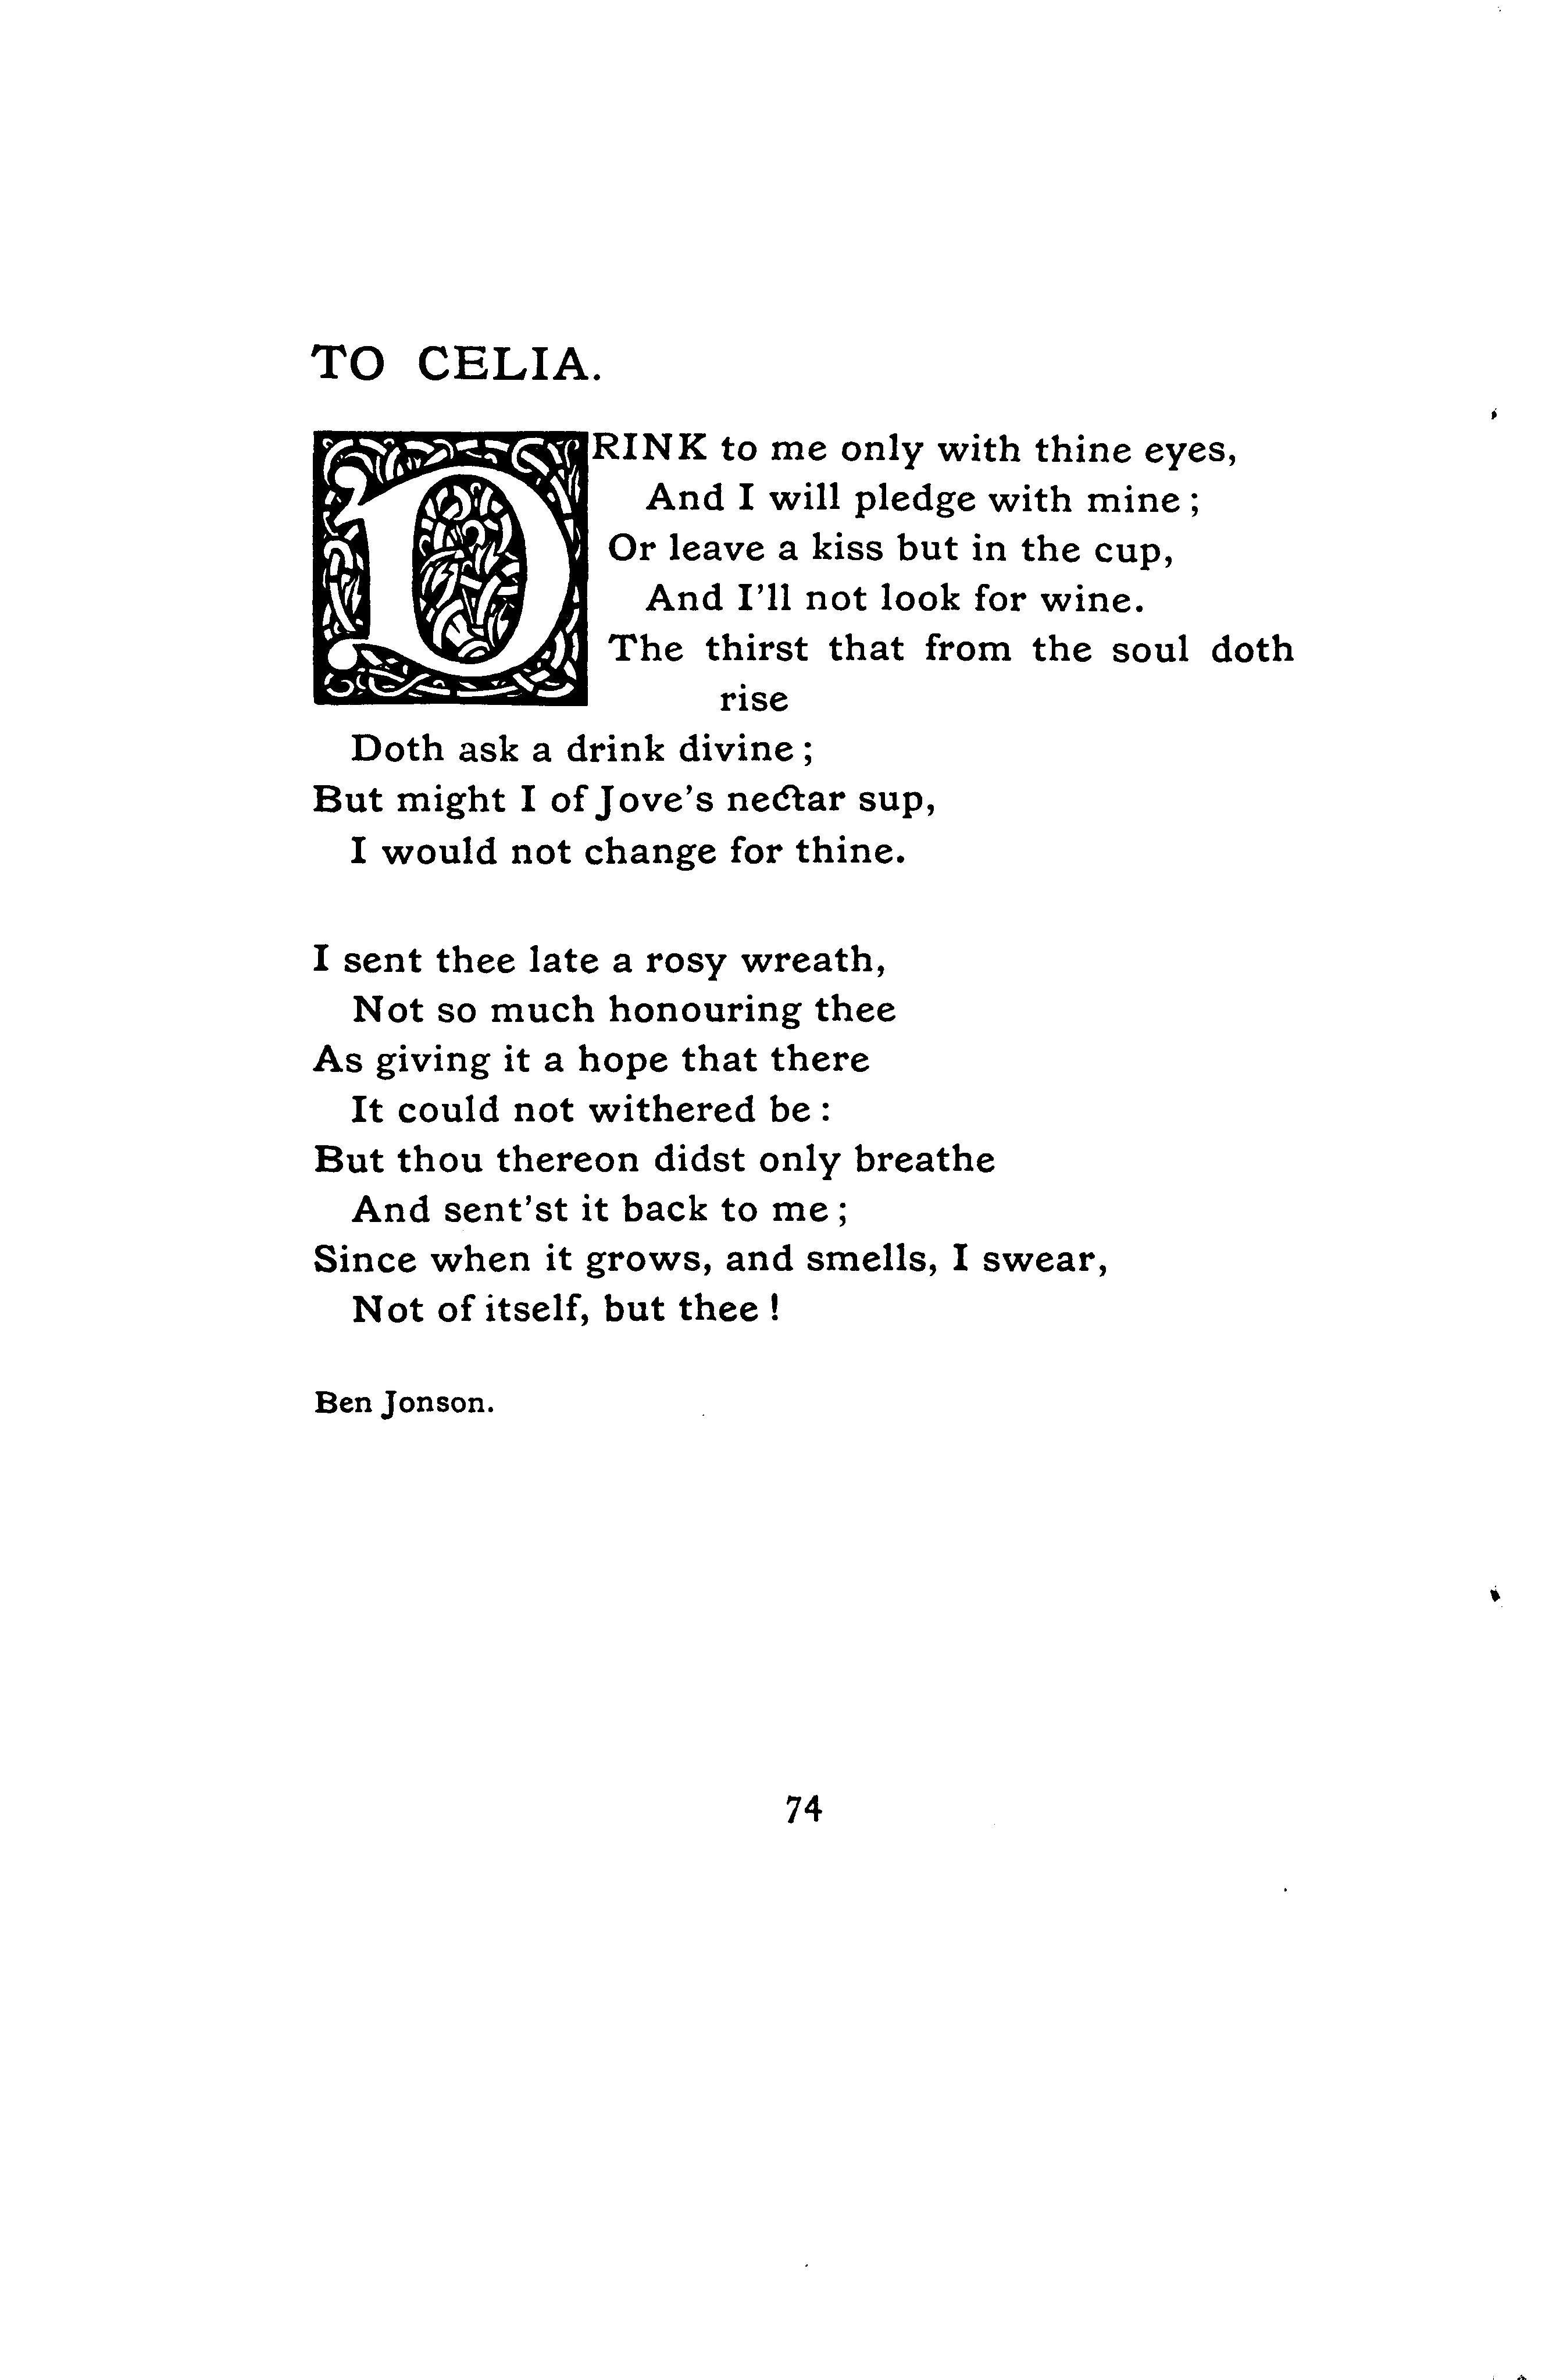 TO CELIA.
DRINK to me only with thine eyes,
And I will pledge with mine ;
Or leave a kiss but in the cup,
And I'll not look for wine.
The thirst that from the soul doth
rise
Doth ask a drink divine ;
But might I of Jove's nectar sup,
I would not change for thine.
I sent thee late a rosy wreath,
Not so much honouring thee
As giving it a hope that there
It could not withered be :
But thou thereon didst only breathe
And sent'st it back to me ;
Since when it grows, and smells, I swear,
Not of itself, but thee !
Ben Jonson.
74